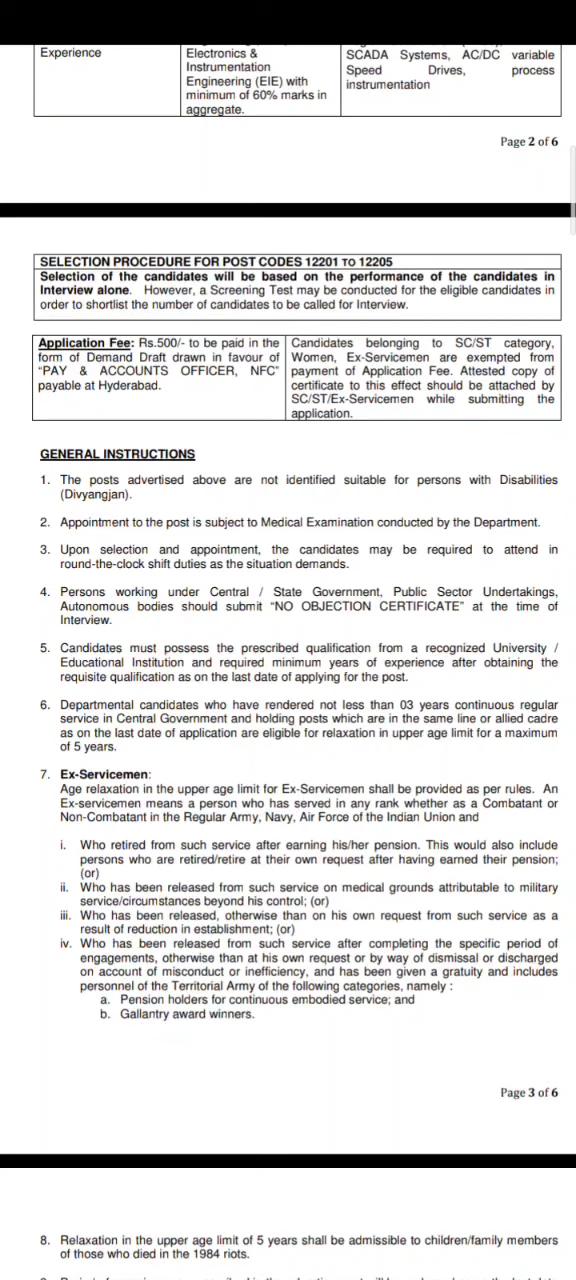 Experience
Electronics &
Instrumentation
Engineering (EIE) with
minimum of 60% marks in
aggregate.
SCADA Systems, AC/DC variable
Speed Drives, process
instrumentation
Page 2 of 6
SELECTION PROCEDURE FOR POST CODES 12201 TO 12205
Selection of the candidates will be based on the performance of the candidates in
Interview alone. However, a Screening Test may be conducted for the eligible candidates in
order to shortlist the number of candidates to be called for Interview.
Application Fee: Rs.500/- to be paid in the
form of Demand Draft drawn in favour of
“PAY & ACCOUNTS OFFICER, NFC”
payable at Hyderabad.
Candidates belonging to SC/ST category,
Women, Ex-Servicemen are exempted from
payment of Application Fee. Attested copy of
certificate to this effect should be attached by
SC/ST/Ex-Servicemen while submitting the
application.
GENERAL INSTRUCTIONS
1. The posts advertised above are not identified suitable for persons with Disabilities
(Divyangjan).
2. Appointment to the post is subject to Medical Examination conducted by the Department.
3. Upon selection and appointment, the candidates may be required to attend in
round-the-clock shift duties as the situation demands.
4. Persons working under Central / State Government, Public Sector Undertakings,
Autonomous bodies should submit “NO OBJECTION CERTIFICATE” at the time of
Interview.
5. Candidates must possess the prescribed qualification from a recognized University /
Educational Institution and required minimum years of experience after obtaining the
requisite qualification as on the last date of applying for the post.
6. Departmental candidates who have rendered not less than 03 years continuous regular
service in Central Government and holding posts which are in the same line or allied cadre
as on the last date of application are eligible for relaxation in upper age limit for a maximum
of 5 years.
7. Ex-Servicemen:
Age relaxation in the upper age limit for Ex-Servicemen shall be provided as per rules. An
Ex-servicemen means a person who has served in any rank whether as a Combatant or
Non-Combatant in the Regular Army, Navy, Air Force of the Indian Union and
i. Who retired from such service after earning his/her pension. This would also include
persons who are retired/retire at their own request after having earned their pension;
(or)
ii. Who has been released from such service on medical grounds attributable to military
service/circumstances beyond his control; (or)
iii. Who has been released, otherwise than on his own request from such service as a
result of reduction in establishment; (or)
iv. Who has been released from such service after completing the specific period of
engagements, otherwise than at his own request or by way of dismissal or discharged
on account of misconduct or inefficiency, and has been given a gratuity and includes
personnel of the Territorial Army of the following categories, namely :
a. Pension holders for continuous embodied service; and
b. Gallantry award winners.
Page 3 of 6
8. Relaxation in the upper age limit of 5 years shall be admissible to children/family members
of those who died in the 1984 riots.